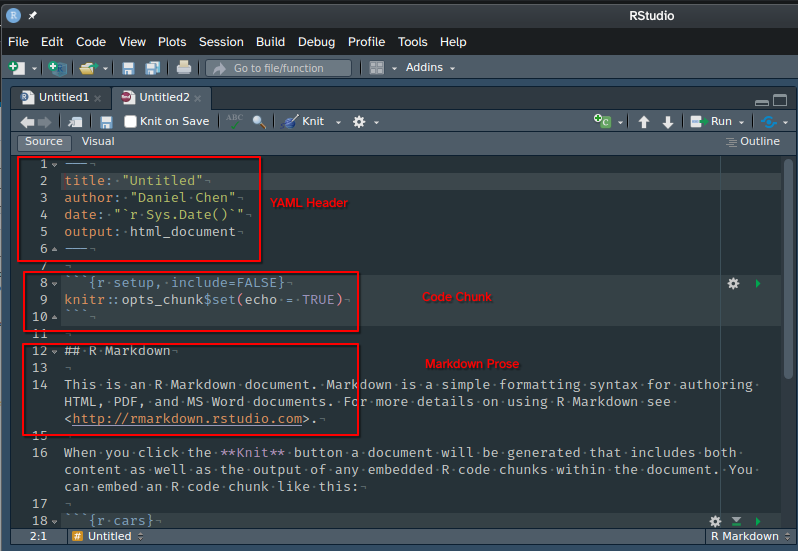 RStudio
File Edit Code View Plots Session Build Debug Profile Tools Help
Go to file/function Addins
Untitled1 Untitled2
Knit on Save ABC Knit Run
Source Visual Outline
1 ---
2 title: "Untitled"
3 author: "Daniel Chen"
YAML Header
4 date: "`r Sys.Date()`"
5 output: html_document
6 ---
7
8 ```{r setup, include=FALSE}
9 knitr::opts_chunk$set(echo = TRUE)
Code Chunk
10 ```
11
12 ## R Markdown
Markdown Prose
13
14 This is an R Markdown document. Markdown is a simple formatting syntax for authoring
HTML, PDF, and MS Word documents. For more details on using R Markdown see
<http://rmarkdown.rstudio.com>.
15
16 When you click the **Knit** button a document will be generated that includes both
content as well as the output of any embedded R code chunks within the document. You
can embed an R code chunk like this:
17
18 ```{r cars}
2:1 # Untitled R Markdown